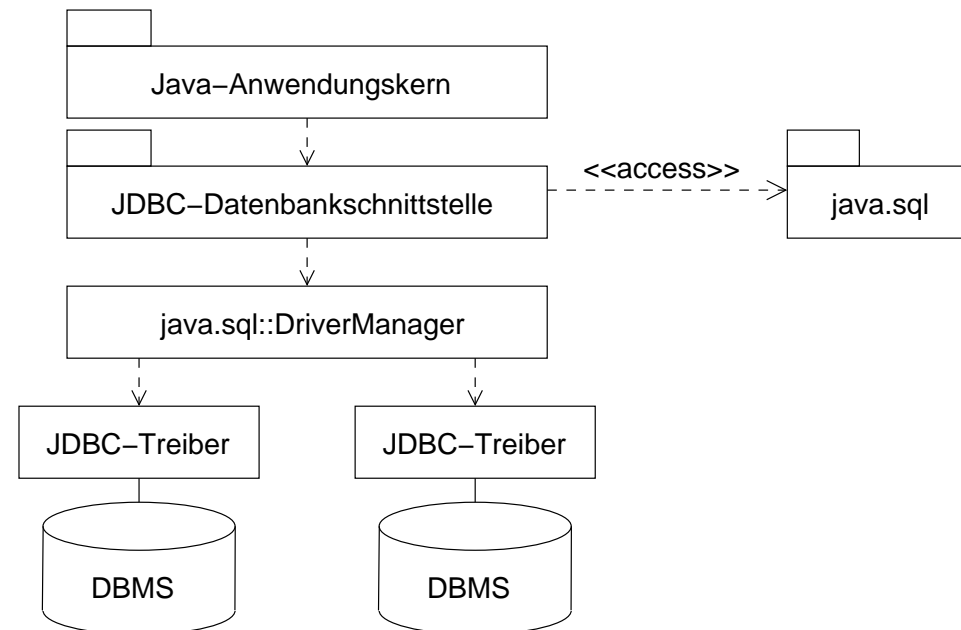 Java−Anwendungskern
<<access>>
JDBC−Datenbankschnittstelle
java.sql
java.sql::DriverManager
JDBC−Treiber
JDBC−Treiber
DBMS
DBMS